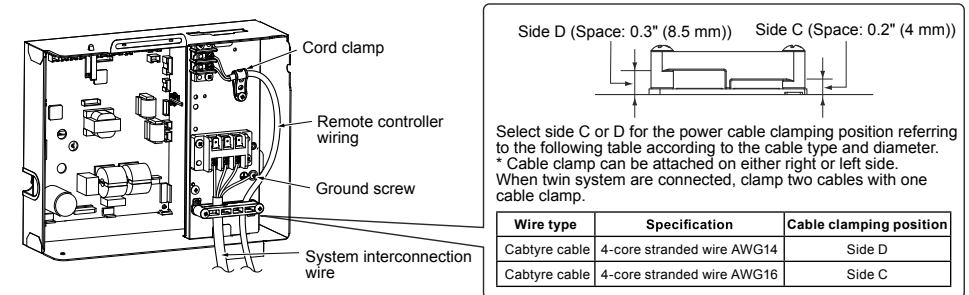 Cord clamp
Remote controller
wiring
Ground screw
System interconnection
wire
Side D (Space: 0.3" (8.5 mm))
Side C (Space: 0.2" (4 mm))
Select side C or D for the power cable clamping position referring
to the following table according to the cable type and diameter.
* Cable clamp can be attached on either right or left side.
When twin system are connected, clamp two cables with one
cable clamp.
Wire type Specification Cable clamping position
Cabtyre cable 4-core stranded wire AWG14 Side D
Cabtyre cable 4-core stranded wire AWG16 Side C